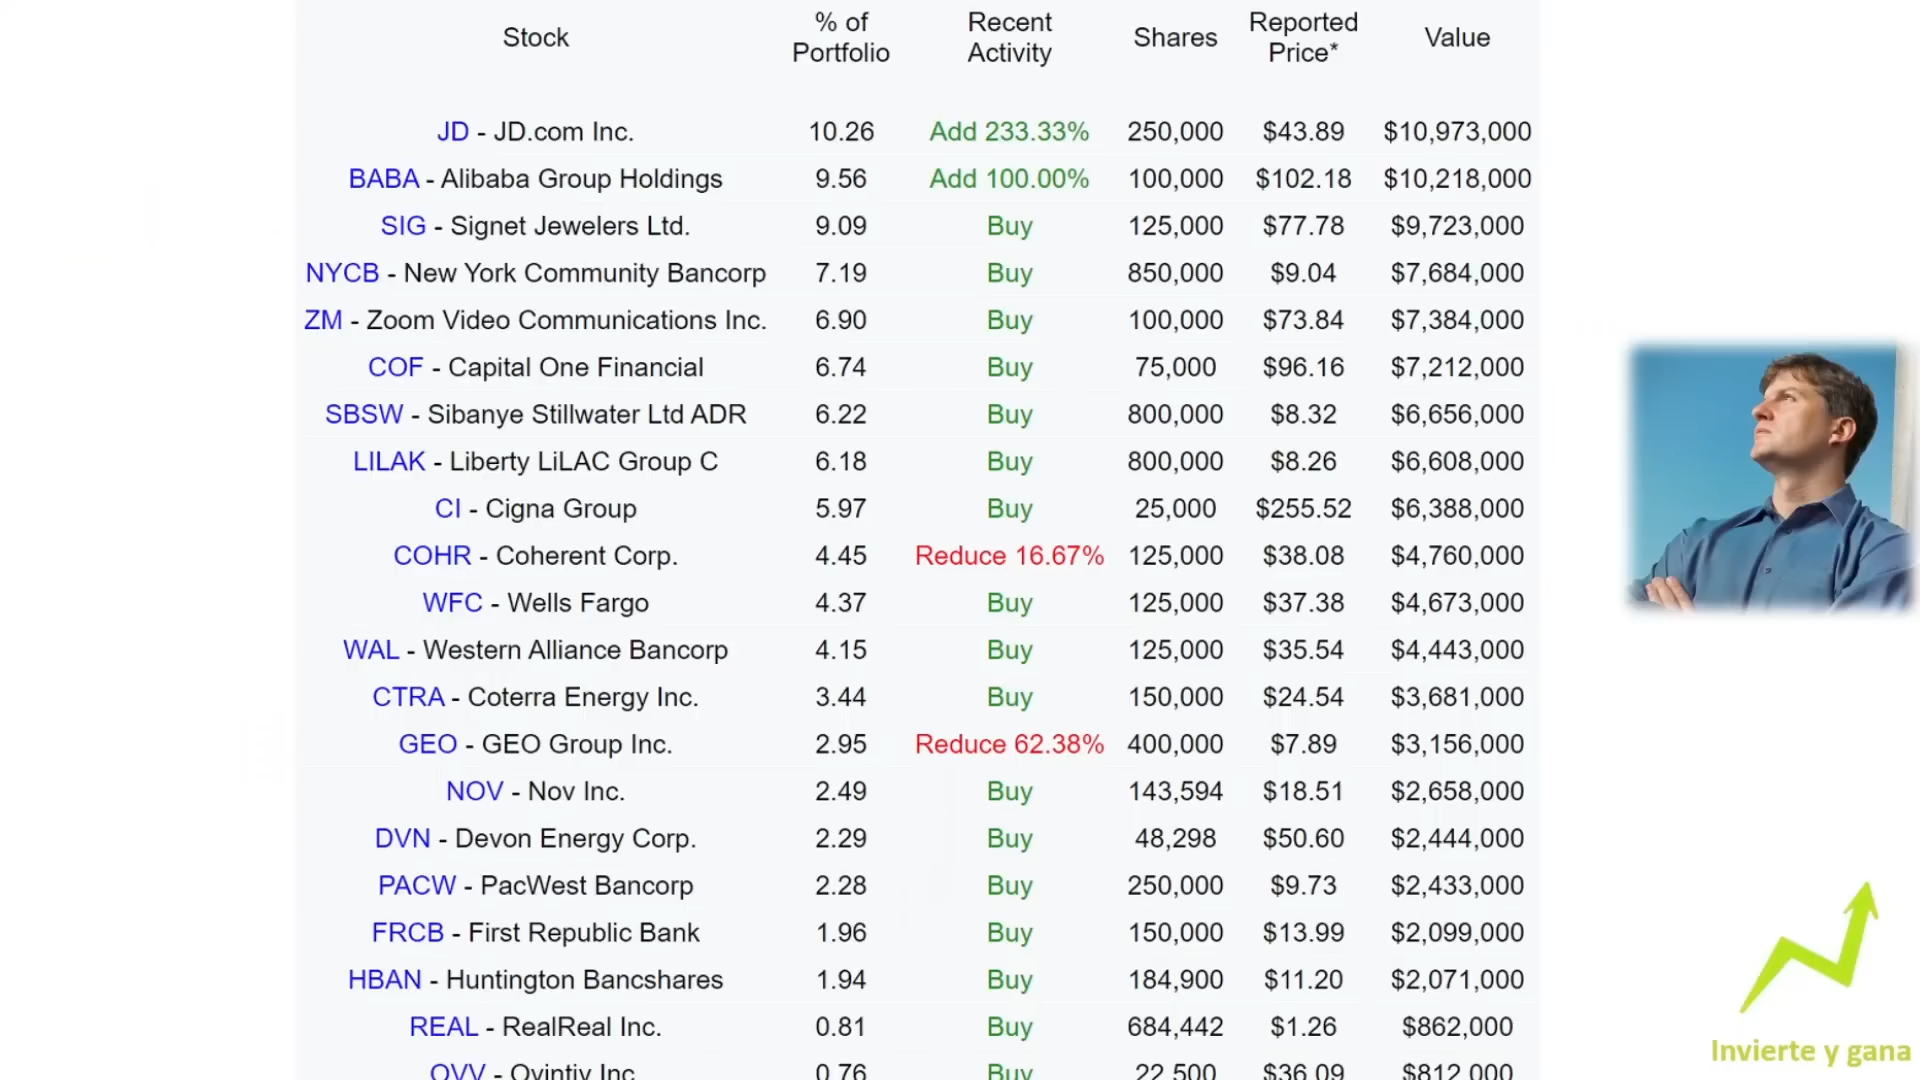 Stock % of Portfolio Recent Activity Shares Reported Price* Value
JD - JD.com Inc. 10.26 Add 233.33% 250,000 $43.89 $10,973,000
BABA - Alibaba Group Holdings 9.56 Add 100.00% 100,000 $102.18 $10,218,000
SIG - Signet Jewelers Ltd. 9.09 Buy 125,000 $77.78 $9,723,000
NYCB - New York Community Bancorp 7.19 Buy 850,000 $9.04 $7,684,000
ZM - Zoom Video Communications Inc. 6.90 Buy 100,000 $73.84 $7,384,000
COF - Capital One Financial 6.74 Buy 75,000 $96.16 $7,212,000
SBSW - Sibanye Stillwater Ltd ADR 6.22 Buy 800,000 $8.32 $6,656,000
LILAK - Liberty LiLAC Group C 6.18 Buy 800,000 $8.26 $6,608,000
CI - Cigna Group 5.97 Buy 25,000 $255.52 $6,388,000
COHR - Coherent Corp. 4.45 Reduce 16.67% 125,000 $38.08 $4,760,000
WFC - Wells Fargo 4.37 Buy 125,000 $37.38 $4,673,000
WAL - Western Alliance Bancorp 4.15 Buy 125,000 $35.54 $4,443,000
CTRA - Coterra Energy Inc. 3.44 Buy 150,000 $24.54 $3,681,000
GEO - GEO Group Inc. 2.95 Reduce 62.38% 400,000 $7.89 $3,156,000
NOV - Nov Inc. 2.49 Buy 143,594 $18.51 $2,658,000
DVN - Devon Energy Corp. 2.29 Buy 48,298 $50.60 $2,444,000
PACW - PacWest Bancorp 2.28 Buy 250,000 $9.73 $2,433,000
FRCB - First Republic Bank 1.96 Buy 150,000 $13.99 $2,099,000
HBAN - Huntington Bancshares 1.94 Buy 184,900 $11.20 $2,071,000
REAL - RealReal Inc. 0.81 Buy 684,442 $1.26 $862,000
OVV - Ovintiv Inc 0.76 Buy 22,500 $36.09 $812,000
Invierte y gana